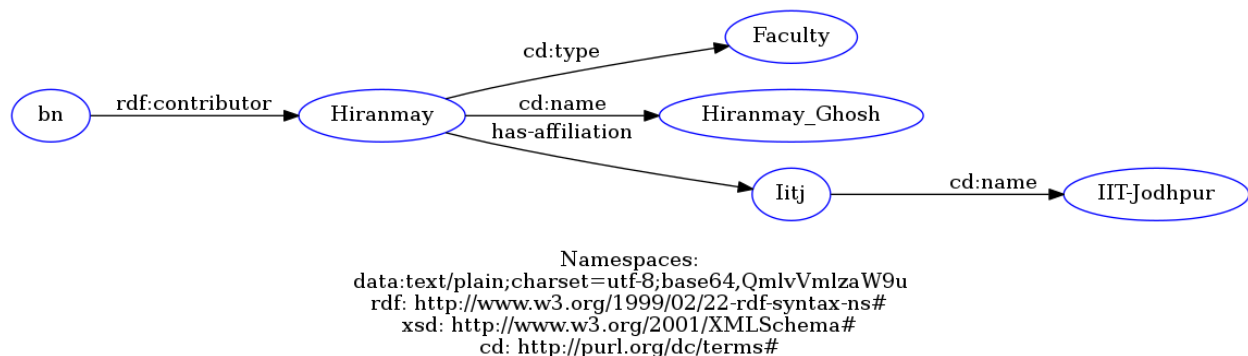 Faculty
cd:type
bn
rdf:contributor
Hiranmay
cd:name
Hiranmay_Ghosh
has-affiliation
Iitj
cd:name
IIT-Jodhpur
Namespaces:
data:text/plain;charset=utf-8;base64,QmlvVmlzaW9u
rdf: http://www.w3.org/1999/02/22-rdf-syntax-ns#
xsd: http://www.w3.org/2001/XMLSchema#
cd: http://purl.org/dc/terms#